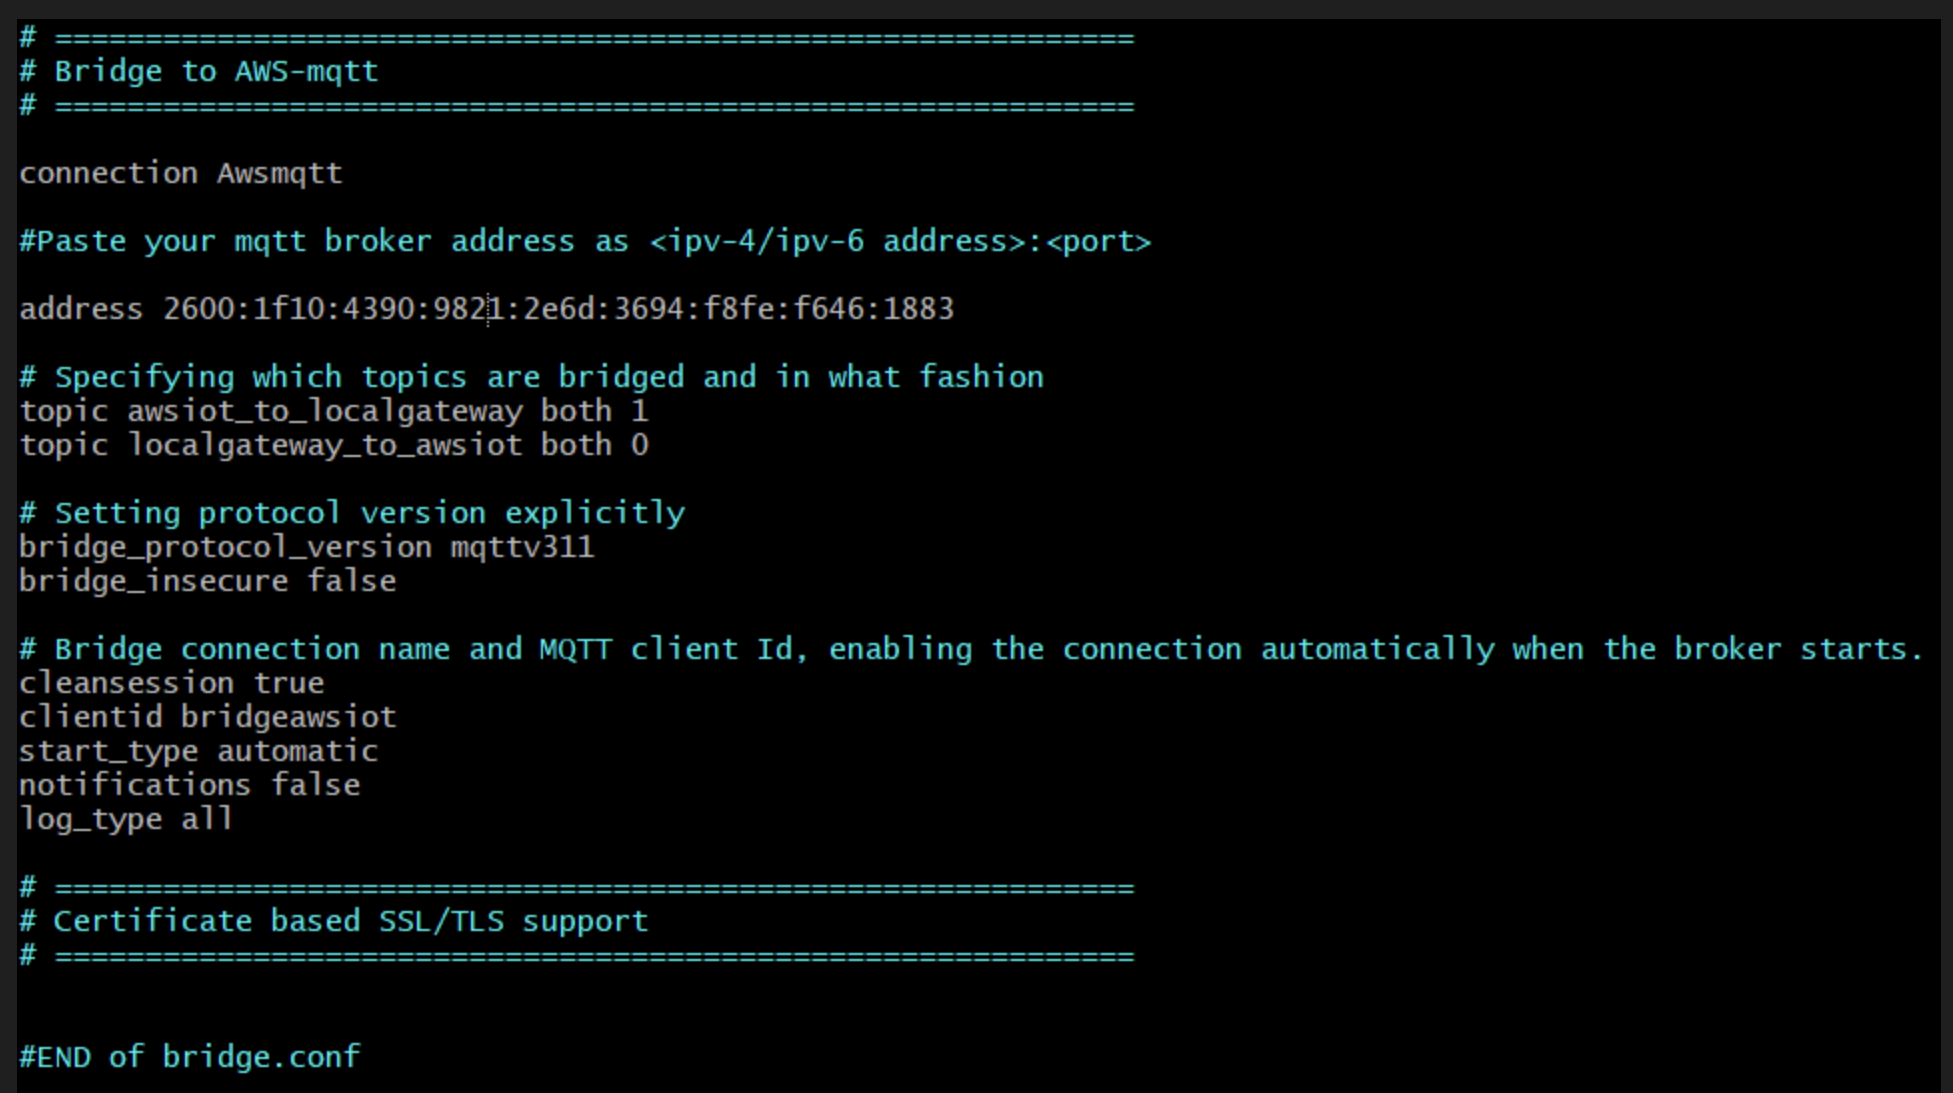 # ============================================================
# Bridge to AWS-mqtt
# ============================================================
connection Awsmqtt
#Paste your mqtt broker address as <ipv-4/ipv-6 address>:<port>
address 2600:1f10:4390:9821:2e6d:3694:f8fe:f646:1883
# Specifying which topics are bridged and in what fashion
topic awsiot_to_localgateway both 1
topic localgateway_to_awsiot both 0
# Setting protocol version explicitly
bridge_protocol_version mqttv311
bridge_insecure false
# Bridge connection name and MQTT client Id, enabling the connection automatically when the broker starts.
cleansession true
clientid bridgeawsiot
start_type automatic
notifications false
log_type all
# ============================================================
# Certificate based SSL/TLS support
# ============================================================
#END of bridge.conf